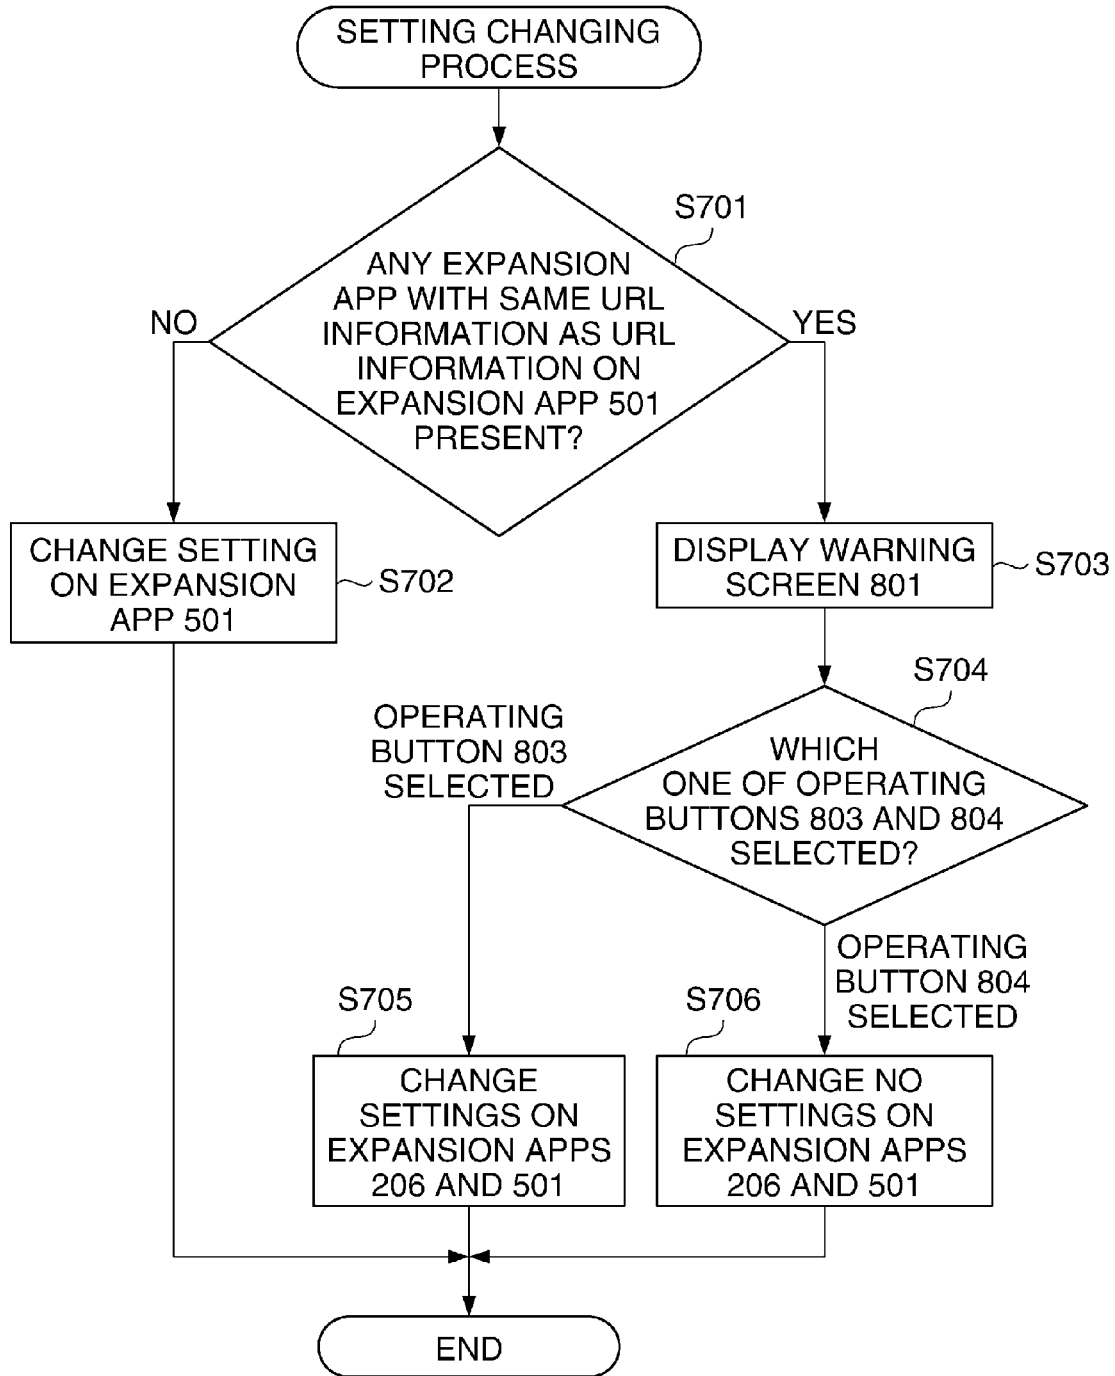 SETTING CHANGING
PROCESS
S701
ANY EXPANSION
APP WITH SAME URL
INFORMATION AS URL
INFORMATION ON
EXPANSION APP 501
PRESENT?
NO
YES
CHANGE SETTING
ON EXPANSION
APP 501
S702
DISPLAY WARNING
SCREEN 801
S703
S704
WHICH
ONE OF OPERATING
BUTTONS 803 AND 804
SELECTED?
OPERATING
BUTTON 803
SELECTED
OPERATING
BUTTON 804
SELECTED
S705
CHANGE
SETTINGS ON
EXPANSION APPS
206 AND 501
S706
CHANGE NO
SETTINGS ON
EXPANSION APPS
206 AND 501
END